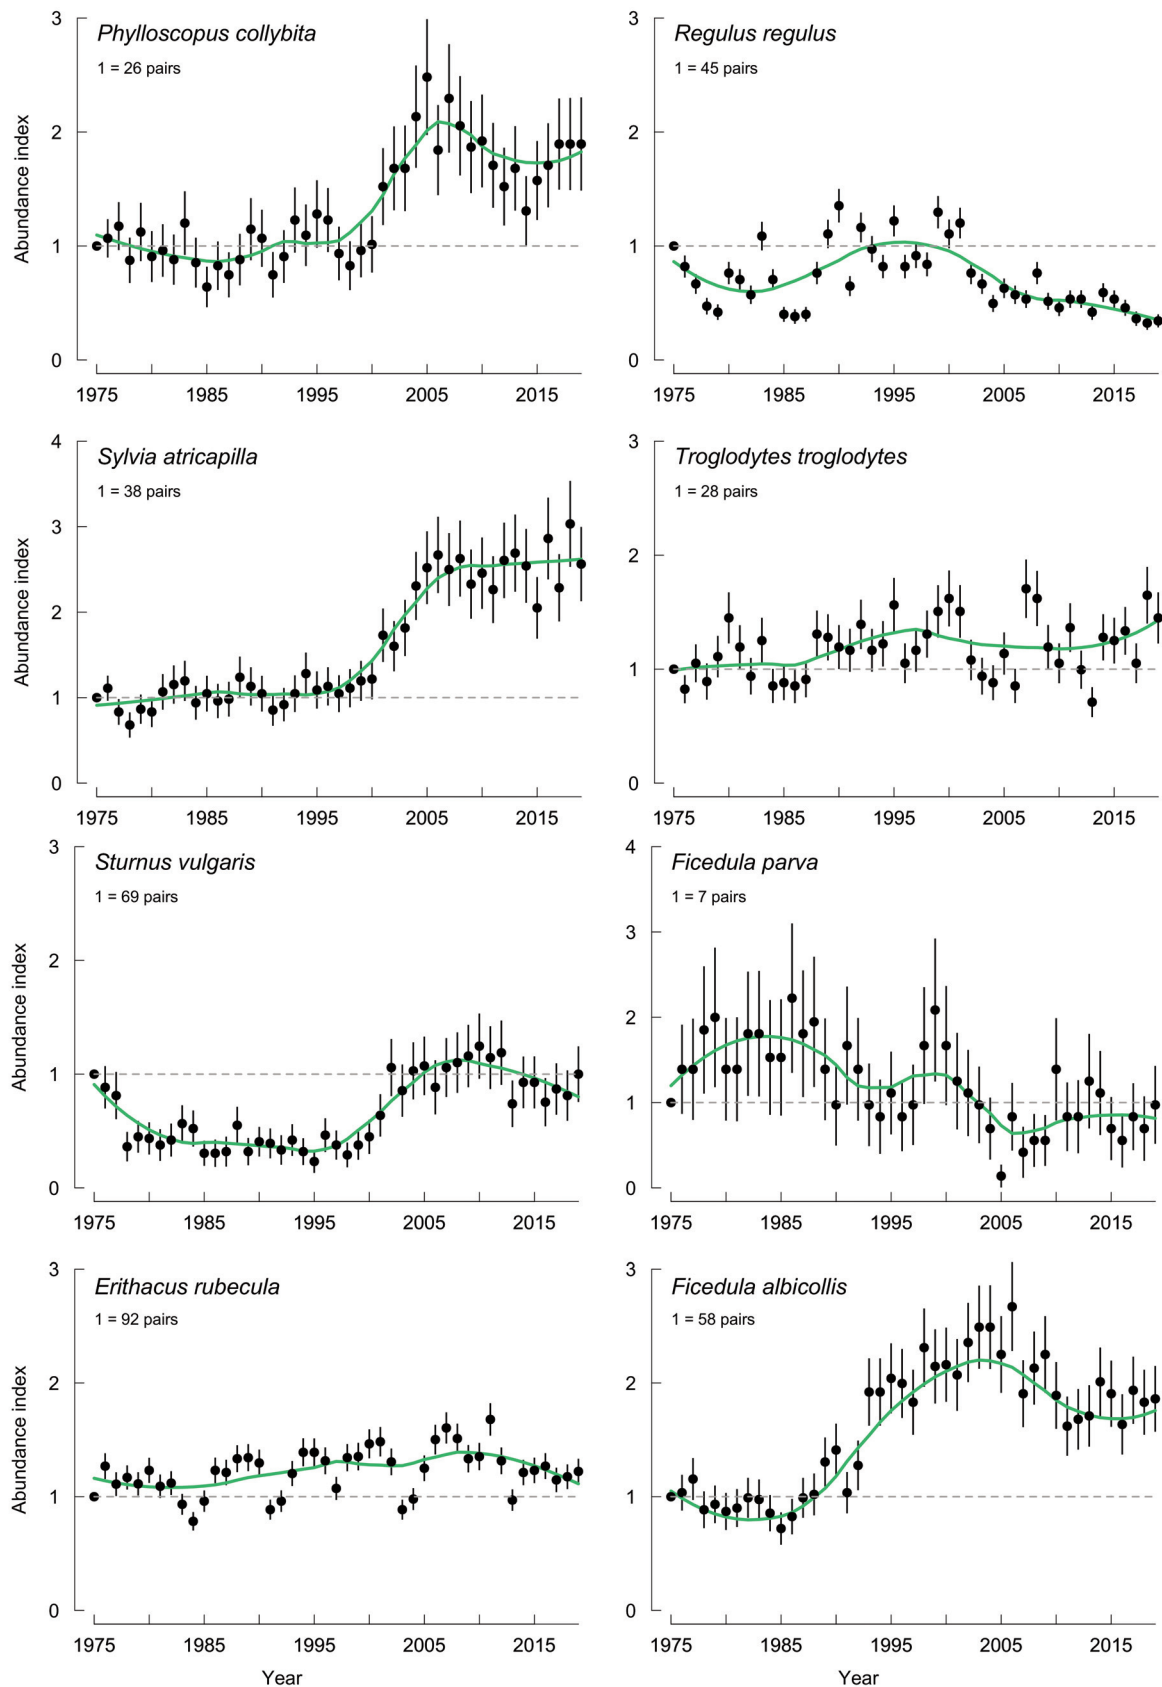 Phylloscopus collybita
1 = 26 pairs
Abundance index
3
2
1
0
1975 1985 1995 2005 2015
Regulus regulus
1 = 45 pairs
3
2
1
0
1975 1985 1995 2005 2015
Sylvia atricapilla
1 = 38 pairs
Abundance index
4
3
2
1
0
1975 1985 1995 2005 2015
Troglodytes troglodytes
1 = 28 pairs
3
2
1
0
1975 1985 1995 2005 2015
Sturnus vulgaris
1 = 69 pairs
Abundance index
3
2
1
0
1975 1985 1995 2005 2015
Ficedula parva
1 = 7 pairs
4
3
2
1
0
1975 1985 1995 2005 2015
Erithacus rubecula
1 = 92 pairs
Abundance index
3
2
1
0
1975 1985 1995 2005 2015
Year
Ficedula albicollis
1 = 58 pairs
3
2
1
0
1975 1985 1995 2005 2015
Year